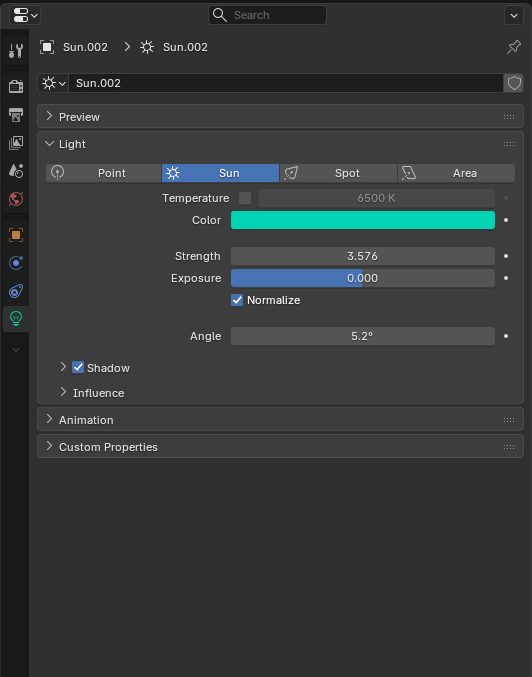 Search
Sun.002 Sun.002
Sun.002
Preview
Light
Point Sun Spot Area
Temperature 6500 K
Color
Strength 3.576
Exposure 0.000
Normalize
Angle 5.2°
Shadow
Influence
Animation
Custom Properties